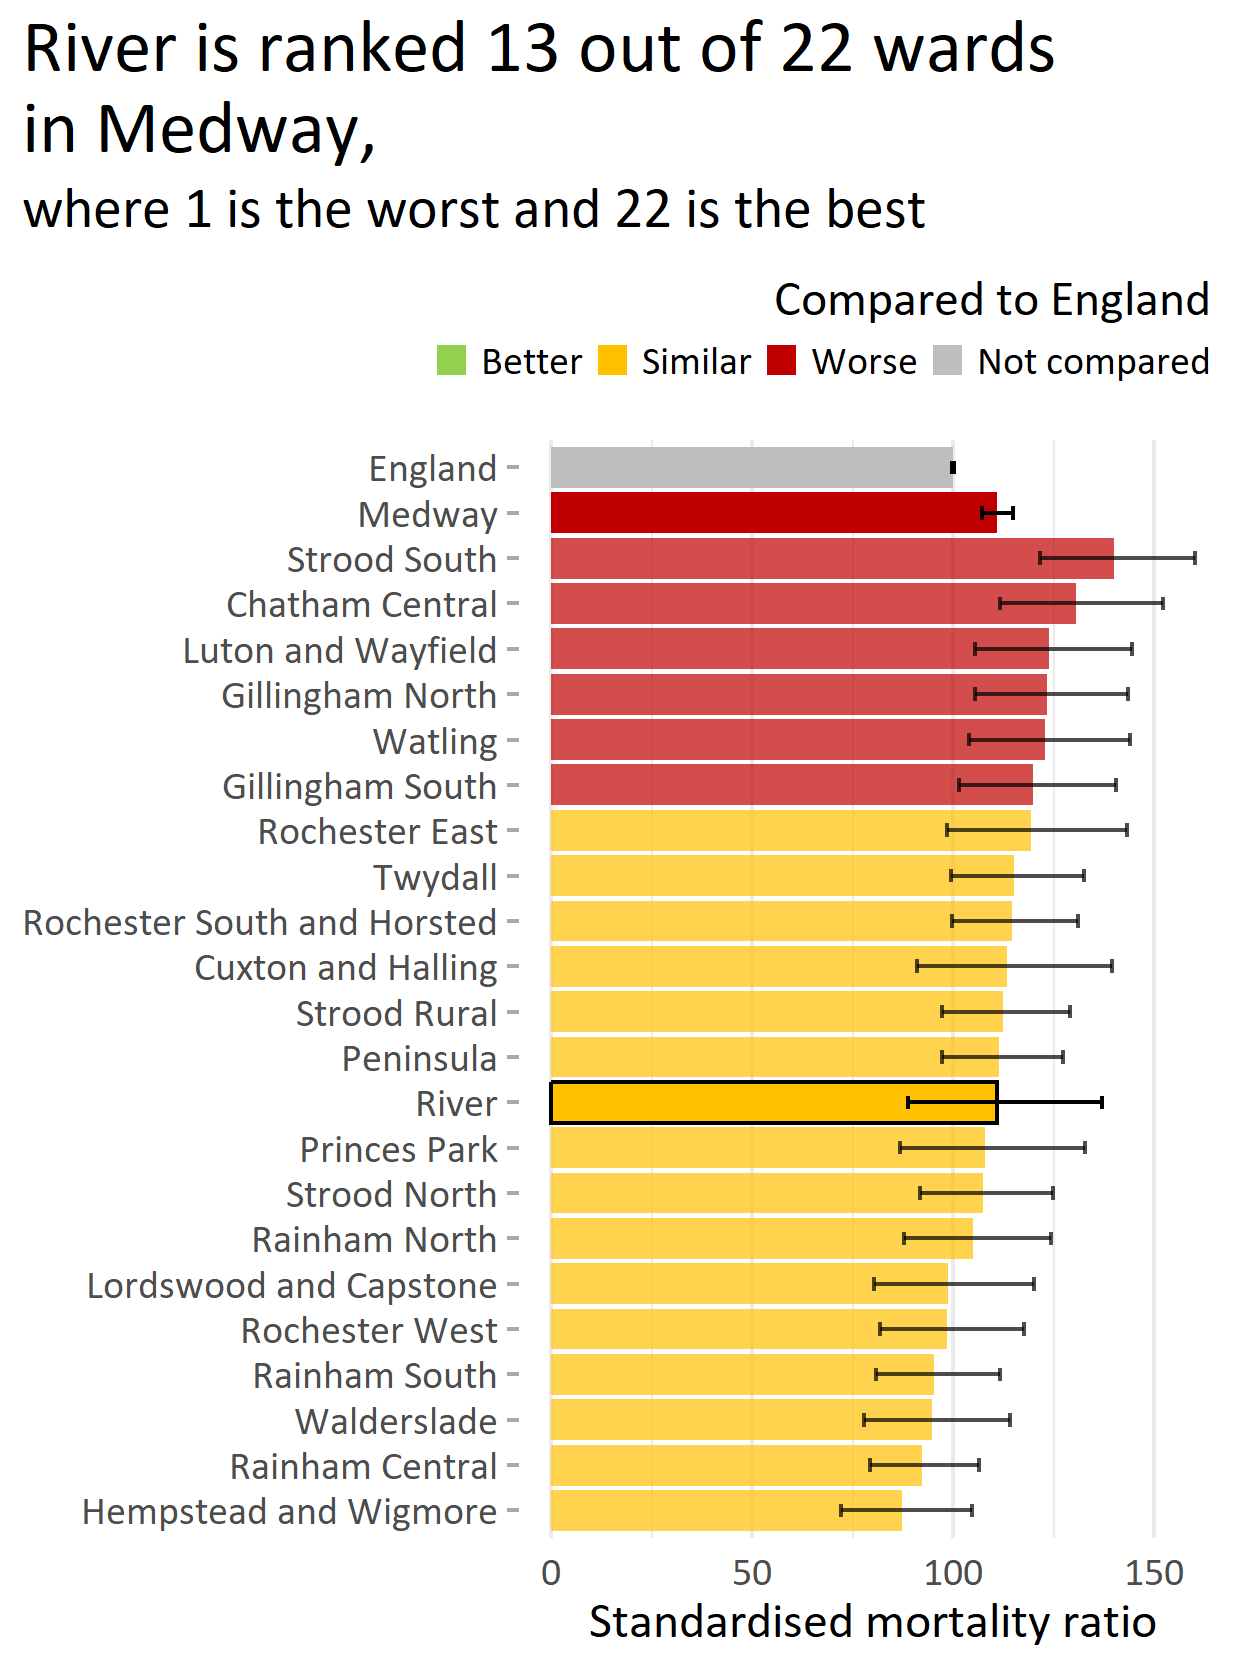 River is ranked 13 out of 22 wards
in Medway,
where 1 is the worst and 22 is the best
Compared to England
Better Similar Worse Not compared
England
Medway
Strood South
Chatham Central
Luton and Wayfield
Gillingham North
Watling
Gillingham South
Rochester East
Twydall
Rochester South and Horsted
Cuxton and Halling
Strood Rural
Peninsula
River
Princes Park
Strood North
Rainham North
Lordswood and Capstone
Rochester West
Rainham South
Walderslade
Rainham Central
Hempstead and Wigmore
0 50 100 150
Standardised mortality ratio